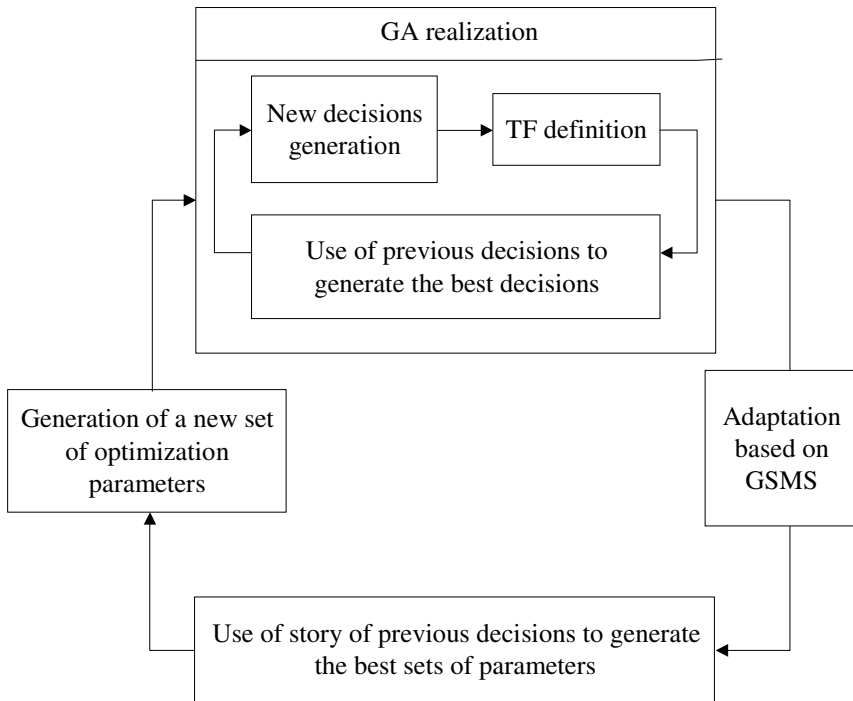 GA realization
New decisions
generation
TF definition
Use of previous decisions to
generate the best decisions
Generation of a new set
of optimization
parameters
Adaptation
based on
GSMS
Use of story of previous decisions to generate
the best sets of parameters